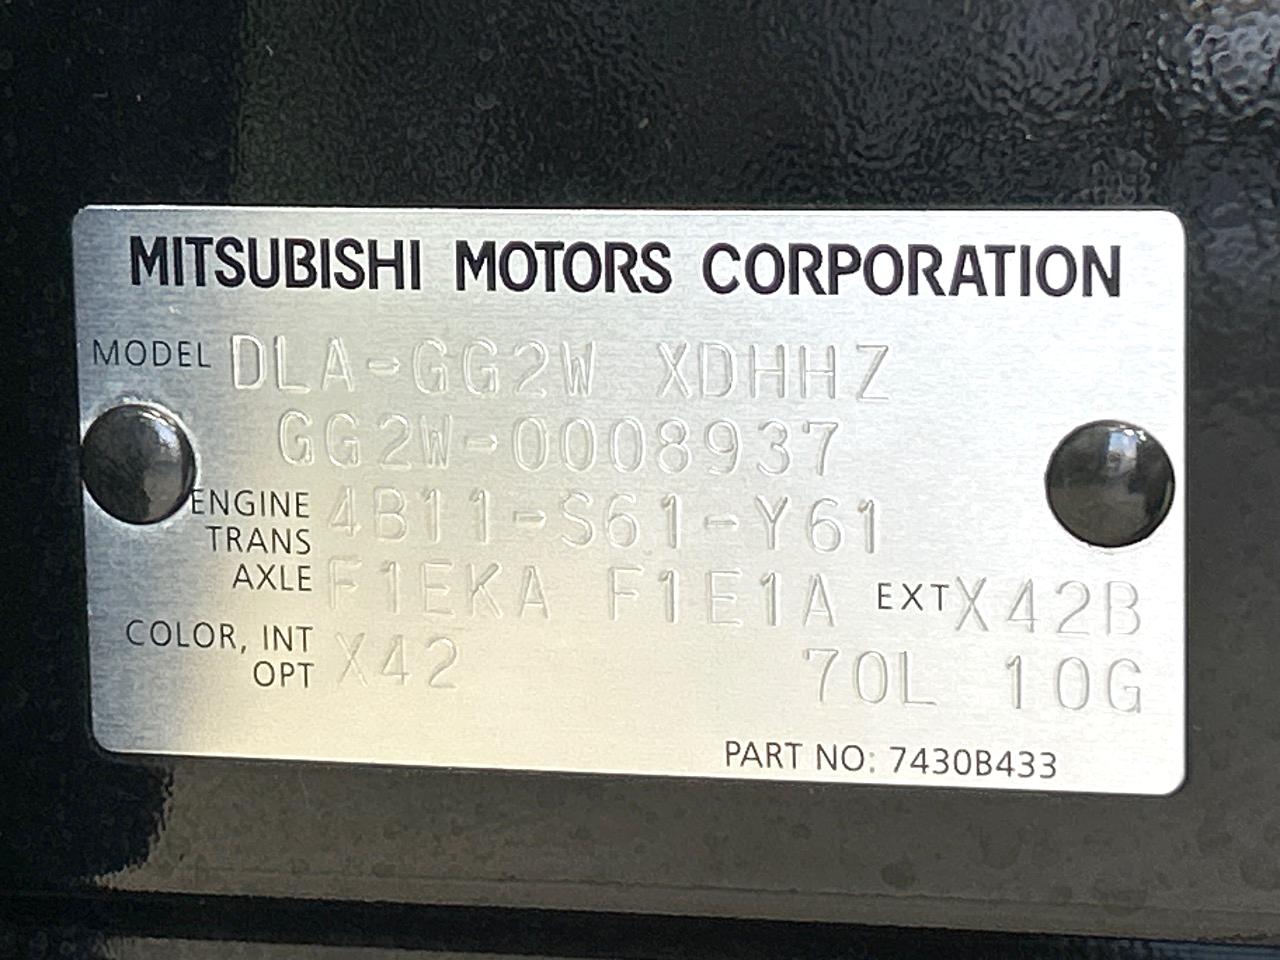 MITSUBISHI MOTORS CORPORATION
MODEL DLA-GG2W XDHHZ
GG2W-0008937
ENGINE 4B11-S61-Y61
TRANS
AXLE F1EKA F1E1A EXT X42B
COLOR, INT X42
OPT 70L 10G
PART NO: 7430B433